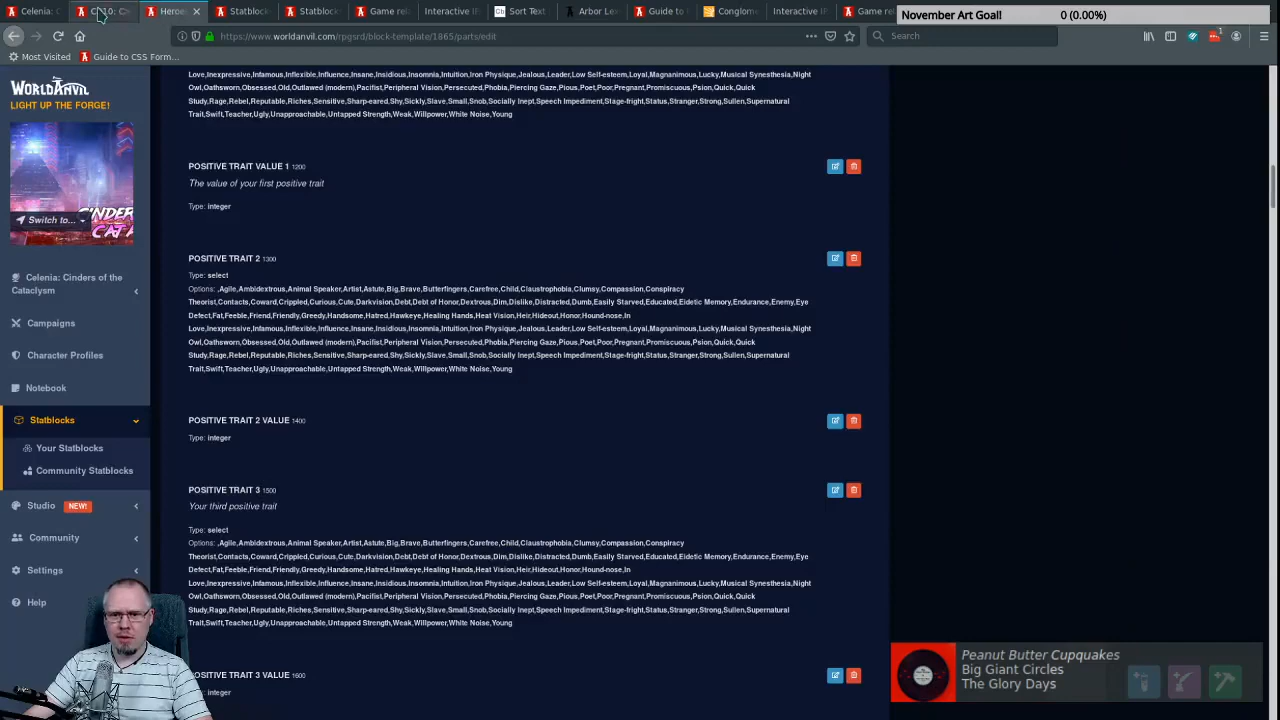 Celenia: C
C 10: C
Heroe
Statblock
Statblock
Game rel
Interactive IP
Sort Text
Arbor Lex
Guide to
Conglom
Interactive IP
Game re
November Art Goal!
0 (0.00%)
https://www.worldanvil.com/rpgsrd/block-template/1865/parts/edit
Search
1
Most Visited
Guide to CSS Form...
WORLDANVIL
LIGHT UP THE FORGE!
CINDER
CATA
Switch to...
Celenia: Cinders of the
Cataclysm
Campaigns
Character Profiles
Notebook
Statblocks
Your Statblocks
Community Statblocks
Studio NEW!
Community
Settings
Help
Love,Inexpressive,Infamous,Inflexible,Influence,Insane,Insidious,Insomnia,Intuition,Iron Physique,Jealous,Leader,Low Self-esteem,Loyal,Magnanimous,Lucky,Musical Synesthesia,Night
Owl,Oathsworn,Obsessed,Old,Outlawed (modern),Pacifist,Peripheral Vision,Persecuted,Phobia,Piercing Gaze,Pious,Poet,Poor,Pregnant,Promiscuous,Psion,Quick,Quick
Study,Rage,Rebel,Reputable,Riches,Sensitive,Sharp-eared,Shy,Sickly,Slave,Small,Snob,Socially Inept,Speech Impediment,Stage-fright,Status,Stranger,Strong,Sullen,Supernatural
Trait,Swift,Teacher,Ugly,Unapproachable,Untapped Strength,Weak,Willpower,White Noise,Young
POSITIVE TRAIT VALUE 1 1200
The value of your first positive trait
Type: integer
POSITIVE TRAIT 2 1300
Type: select
Options: ,Agile,Ambidextrous,Animal Speaker,Artist,Astute,Big,Brave,Butterfingers,Carefree,Child,Claustrophobia,Clumsy,Compassion,Conspiracy
Theorist,Contacts,Coward,Crippled,Curious,Cute,Darkvision,Debt,Debt of Honor,Dextrous,Dim,Dislike,Distracted,Dumb,Easily Starved,Educated,Eidetic Memory,Endurance,Enemy,Eye
Defect,Fat,Feeble,Friend,Friendly,Greedy,Handsome,Hatred,Hawkeye,Healing Hands,Heat Vision,Heir,Hideout,Honor,Hound-nose,In
Love,Inexpressive,Infamous,Inflexible,Influence,Insane,Insidious,Insomnia,Intuition,Iron Physique,Jealous,Leader,Low Self-esteem,Loyal,Magnanimous,Lucky,Musical Synesthesia,Night
Owl,Oathsworn,Obsessed,Old,Outlawed (modern),Pacifist,Peripheral Vision,Persecuted,Phobia,Piercing Gaze,Pious,Poet,Poor,Pregnant,Promiscuous,Psion,Quick,Quick
Study,Rage,Rebel,Reputable,Riches,Sensitive,Sharp-eared,Shy,Sickly,Slave,Small,Snob,Socially Inept,Speech Impediment,Stage-fright,Status,Stranger,Strong,Sullen,Supernatural
Trait,Swift,Teacher,Ugly,Unapproachable,Untapped Strength,Weak,Willpower,White Noise,Young
POSITIVE TRAIT 2 VALUE 1400
Type: integer
POSITIVE TRAIT 3 1500
Your third positive trait
Type: select
Options: ,Agile,Ambidextrous,Animal Speaker,Artist,Astute,Big,Brave,Butterfingers,Carefree,Child,Claustrophobia,Clumsy,Compassion,Conspiracy
Theorist,Contacts,Coward,Crippled,Curious,Cute,Darkvision,Debt,Debt of Honor,Dextrous,Dim,Dislike,Distracted,Dumb,Easily Starved,Educated,Eidetic Memory,Endurance,Enemy,Eye
Defect,Fat,Feeble,Friend,Friendly,Greedy,Handsome,Hatred,Hawkeye,Healing Hands,Heat Vision,Heir,Hideout,Honor,Hound-nose,In
Love,Inexpressive,Infamous,Inflexible,Influence,Insane,Insidious,Insomnia,Intuition,Iron Physique,Jealous,Leader,Low Self-esteem,Loyal,Magnanimous,Lucky,Musical Synesthesia,Night
Owl,Oathsworn,Obsessed,Old,Outlawed (modern),Pacifist,Peripheral Vision,Persecuted,Phobia,Piercing Gaze,Pious,Poet,Poor,Pregnant,Promiscuous,Psion,Quick,Quick
Study,Rage,Rebel,Reputable,Riches,Sensitive,Sharp-eared,Shy,Sickly,Slave,Small,Snob,Socially Inept,Speech Impediment,Stage-fright,Status,Stranger,Strong,Sullen,Supernatural
Trait,Swift,Teacher,Ugly,Unapproachable,Untapped Strength,Weak,Willpower,White Noise,Young
POSITIVE TRAIT 3 VALUE 1600
Type: integer
Peanut Butter Cupquakes
Big Giant Circles
The Glory Days